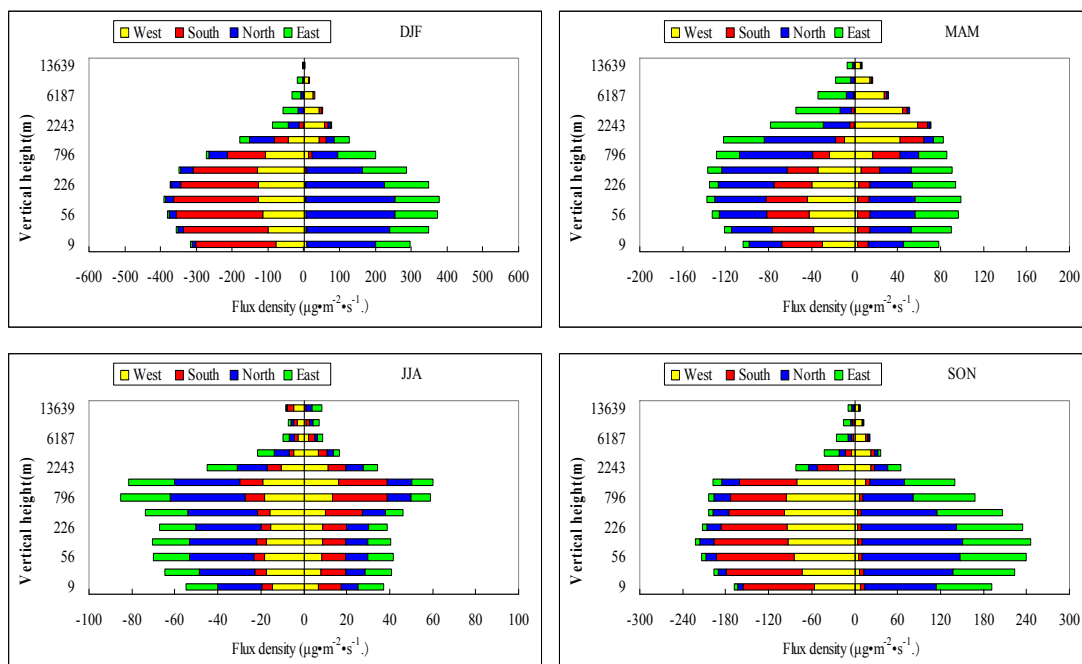 West South North East DJF
13639
6187
2243
796
226
56
9
Vertical height(m)
-600 -500 -400 -300 -200 -100 0 100 200 300 400 500 600
Flux density (μg•m-2•s-1.)
West South North East MAM
13639
6187
2243
796
226
56
9
Vertical height(m)
-200 -160 -120 -80 -40 0 40 80 120 160 200
Flux density (μg•m-2•s-1.)
West South North East JJA
13639
6187
2243
796
226
56
9
Vertical height(m)
-100 -80 -60 -40 -20 0 20 40 60 80 100
Flux density (μg•m-2•s-1.)
West South North East SON
13639
6187
2243
796
226
56
9
Vertical height(m)
-300 -240 -180 -120 -60 0 60 120 180 240 300
Flux density (μg•m-2•s-1.)